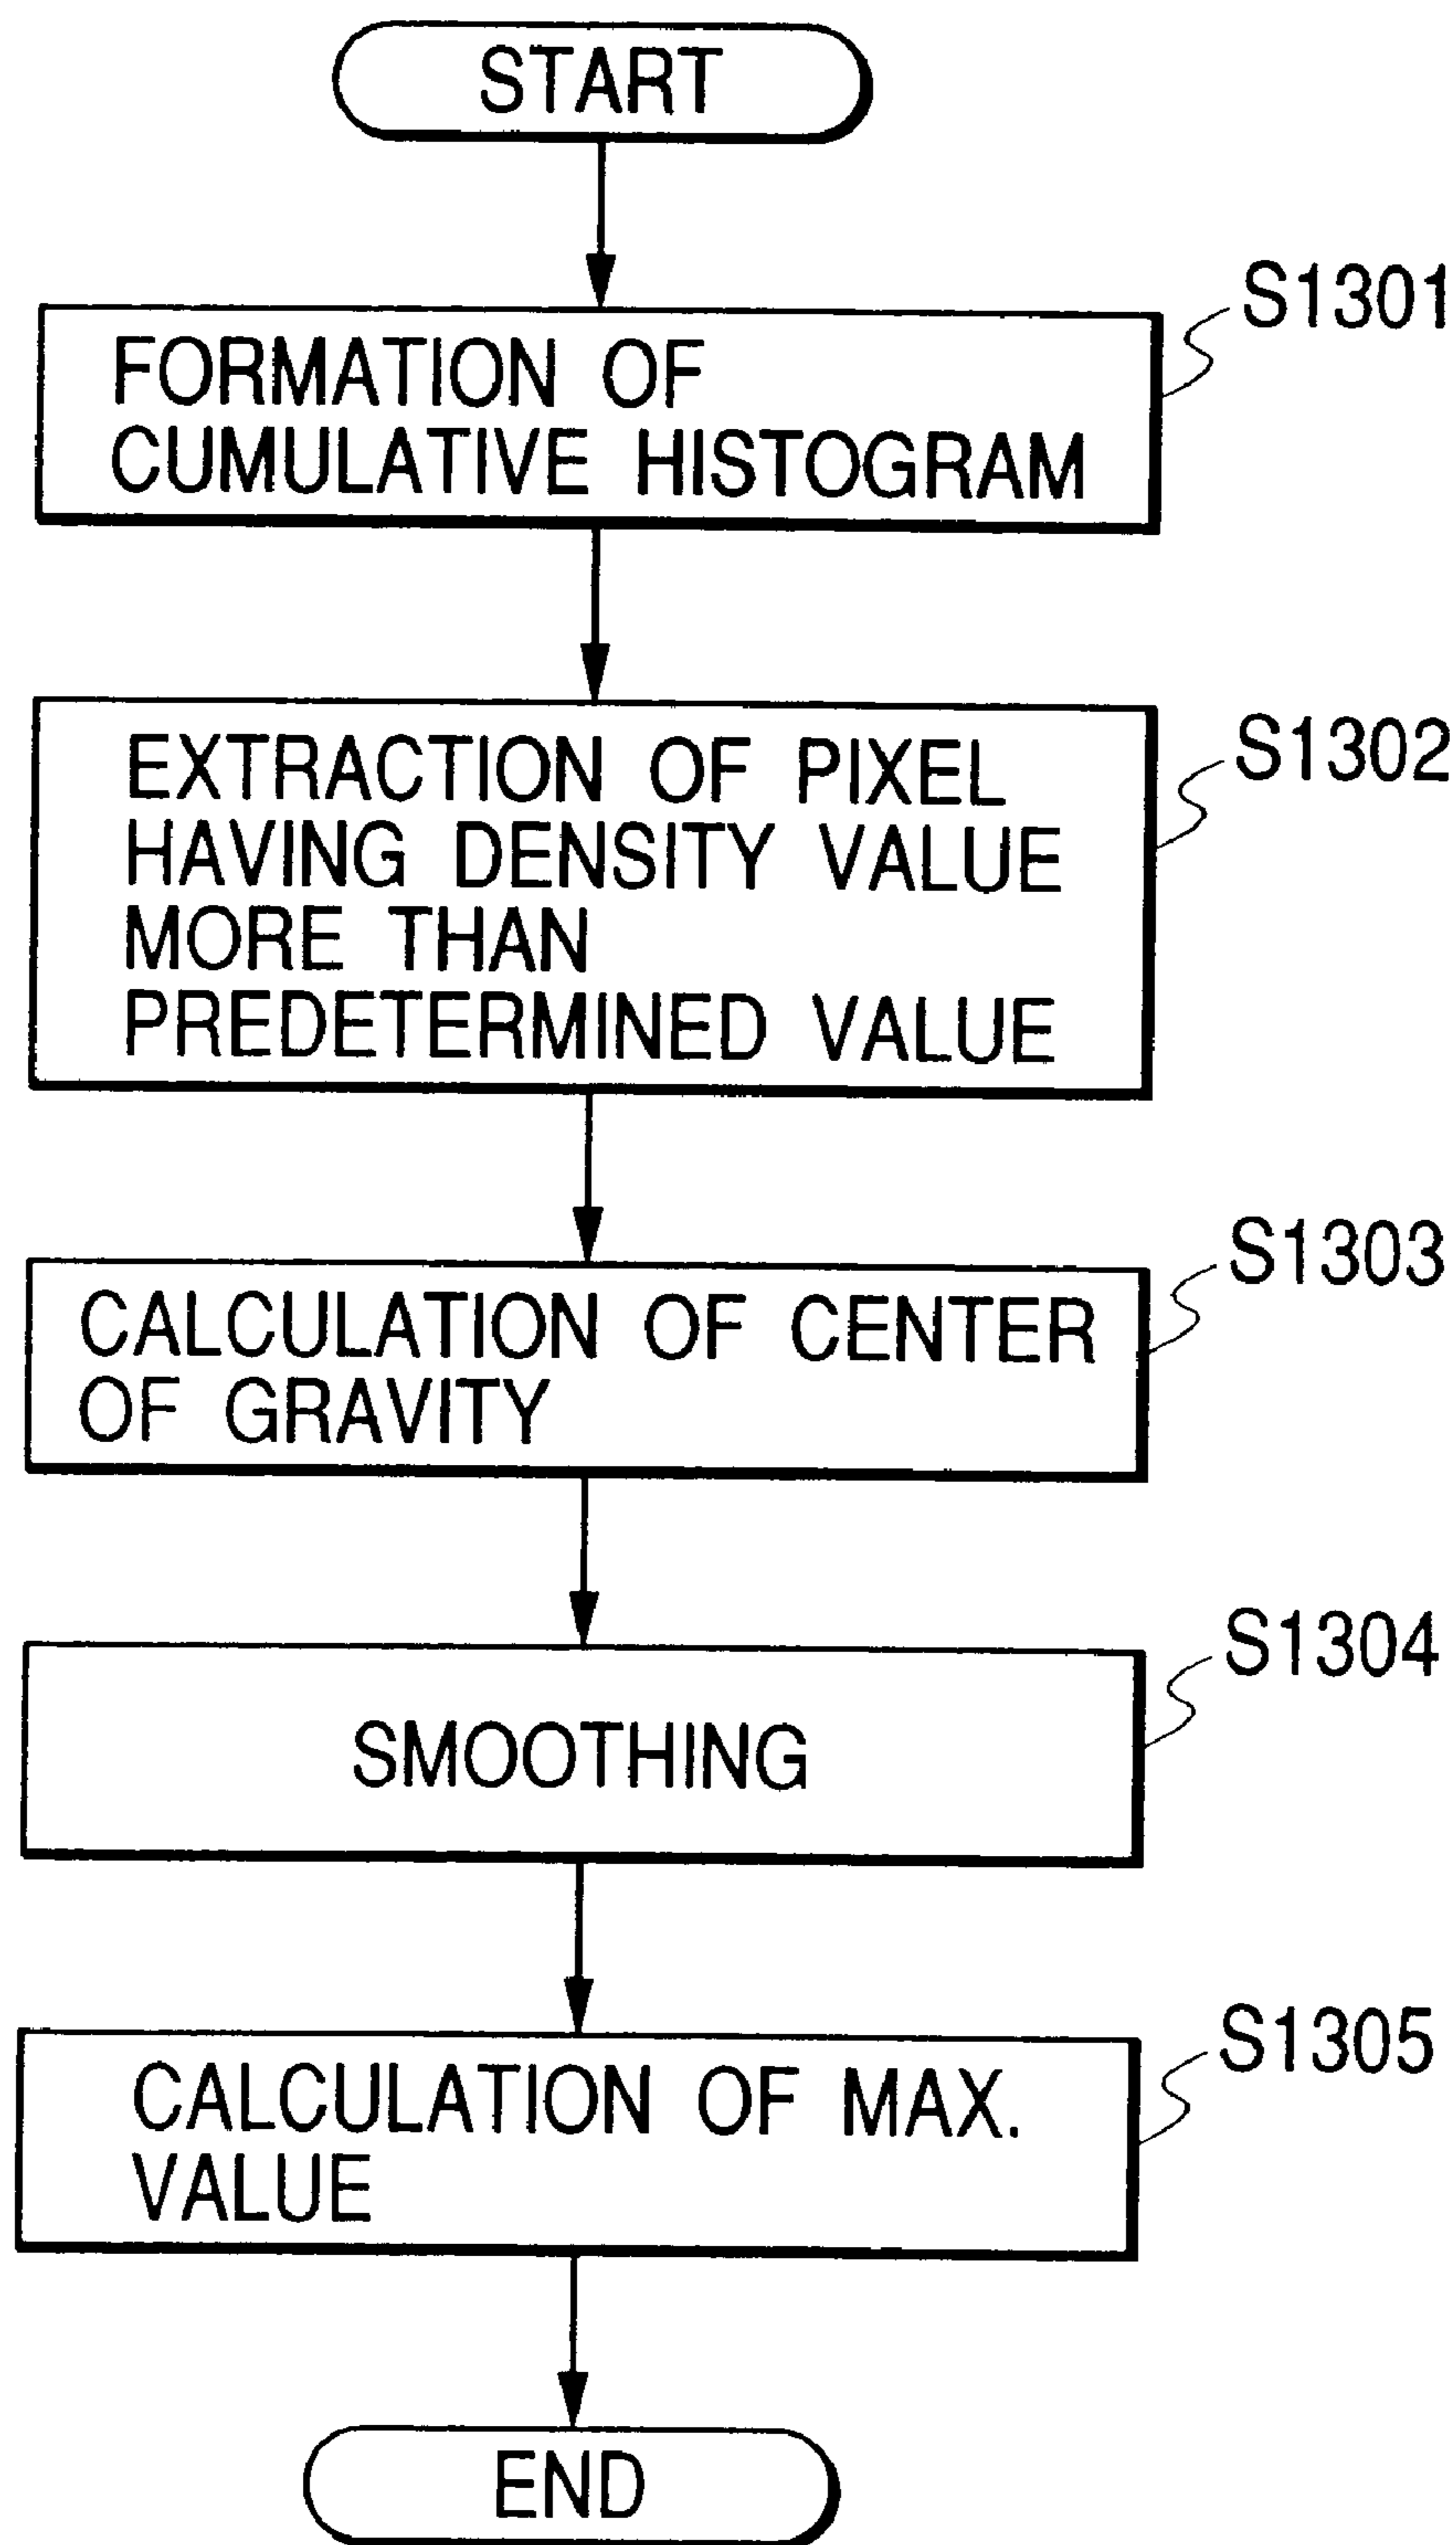 START
S1301
FORMATION OF
CUMULATIVE HISTOGRAM
S1302
EXTRACTION OF PIXEL
HAVING DENSITY VALUE
MORE THAN
PREDETERMINED VALUE
S1303
CALCULATION OF CENTER
OF GRAVITY
S1304
SMOOTHING
S1305
CALCULATION OF MAX.
VALUE
END